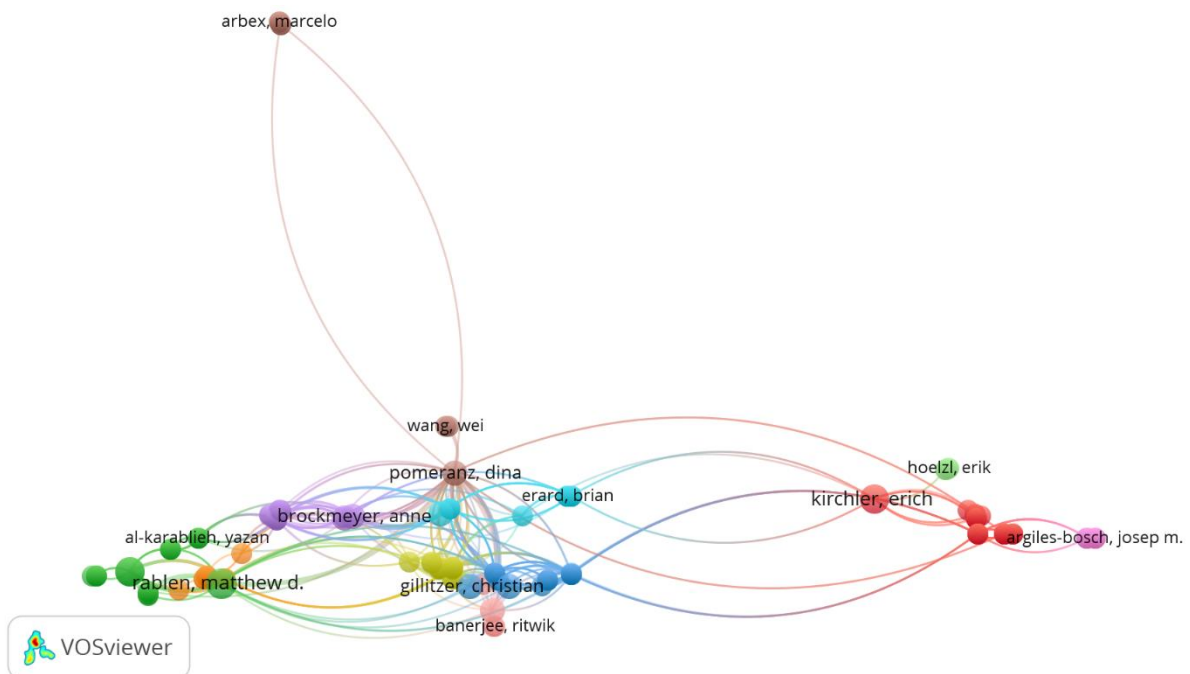 arbex, marcelo
wang, wei
pomeranz, dina
hoelzl, erik
erard, brian
kirchler, erich
brockmeyer, anne
al-karablieh, yazan
argiles-bosch, josep m.
rablen, matthew d.
gillitzer, christian
banerjee, ritwik
VOSviewer